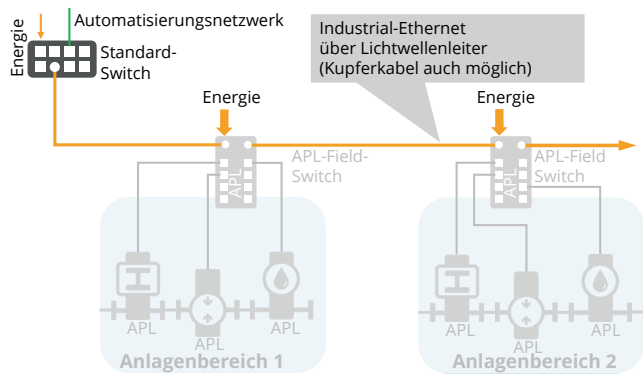 Automatisierungsnetzwerk
Energie
Standard-
Switch
Industrial-Ethernet
über Lichtwellenleiter
(Kupferkabel auch möglich)
Energie
Energie
APL
APL-Field-
Switch
APL
APL-Field
Switch
APL
APL
APL
Anlagenbereich 1
APL
APL
APL
Anlagenbereich 2